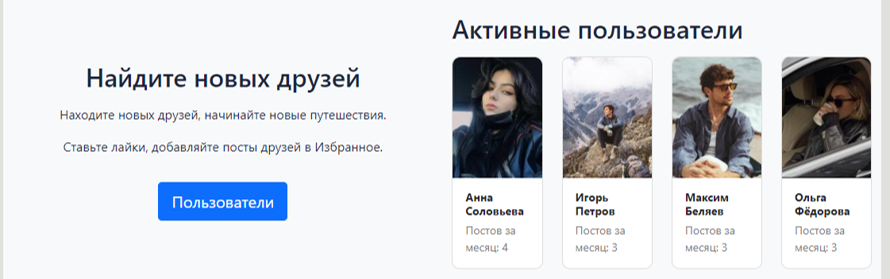 Найдите новых друзей
Находите новых друзей, начинайте новые путешествия.
Ставьте лайки, добавляйте посты друзей в Избранное.
Пользователи
Активные пользователи
Анна
Соловьева
Постов за
месяц: 4
Игорь
Петров
Постов за
месяц: 3
Максим
Беляев
Постов за
месяц: 3
Ольга
Фёдорова
Постов за
месяц: 3